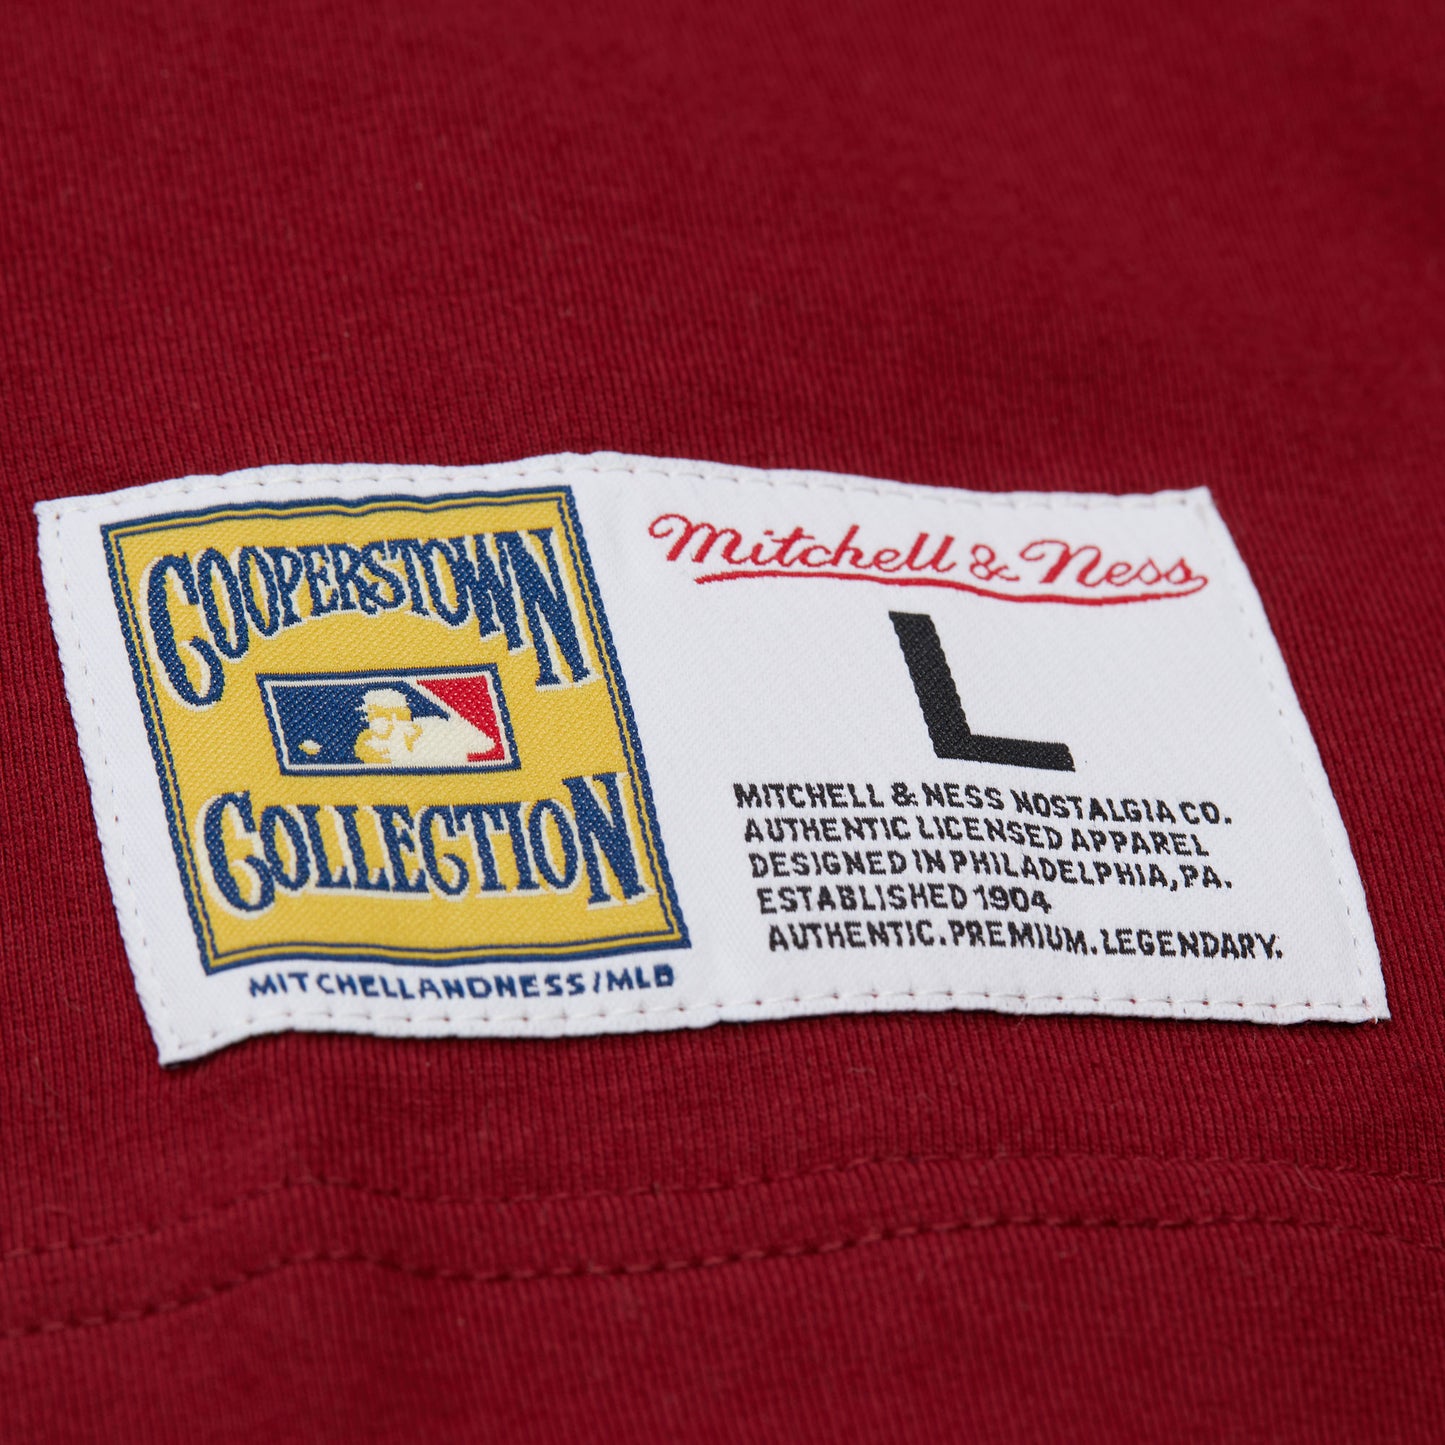 COOPERSTOWN
COLLECTION
MITCHELLANDNESS/MLB
Mitchell & Ness
L
MITCHELL & NESS NOSTALGIA CO.
AUTHENTIC LICENSED APPAREL
DESIGNED IN PHILADELPHIA, PA.
ESTABLISHED 1904
AUTHENTIC. PREMIUM. LEGENDARY.